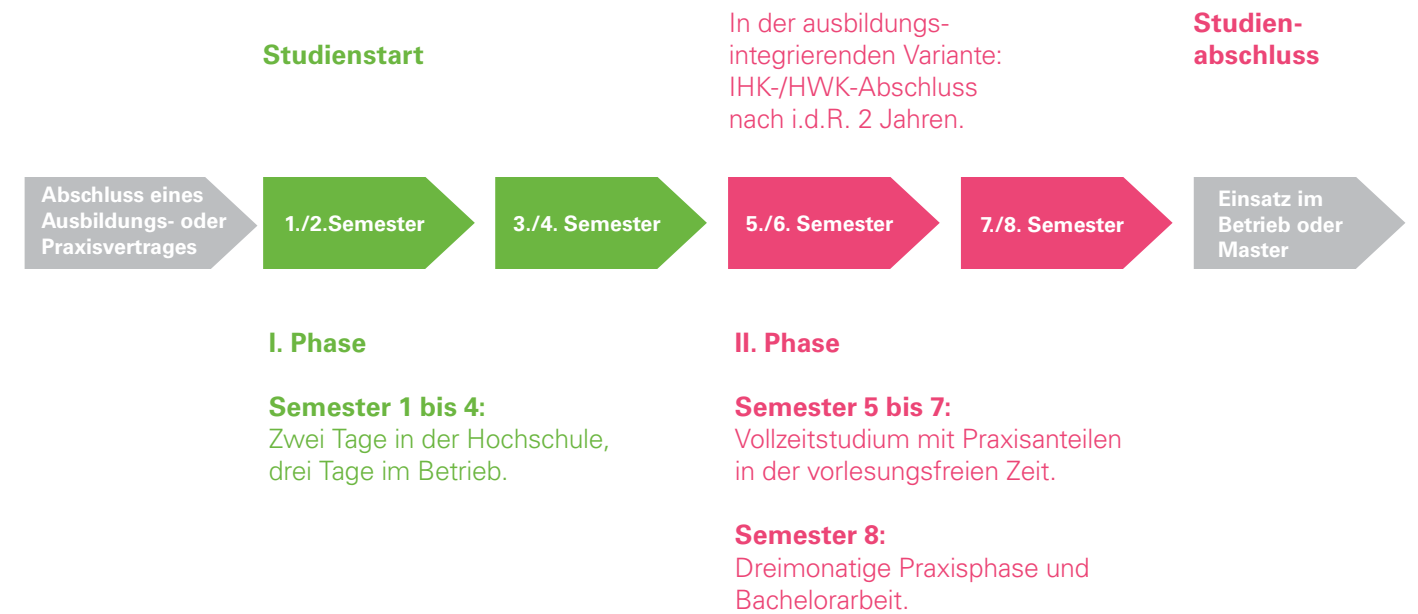 Studienstart
In der ausbildungs-
integrierenden Variante:
IHK-/HWK-Abschluss
nach i.d.R. 2 Jahren.
Studien-
abschluss
Abschluss eines
Ausbildungs- oder
Praxisvertrages
1./2.Semester
3./4. Semester
5./6. Semester
7./8. Semester
Einsatz im
Betrieb oder
Master
I. Phase
Semester 1 bis 4:
Zwei Tage in der Hochschule,
drei Tage im Betrieb.
II. Phase
Semester 5 bis 7:
Vollzeitstudium mit Praxisanteilen
in der vorlesungsfreien Zeit.
Semester 8:
Dreimonatige Praxisphase und
Bachelorarbeit.